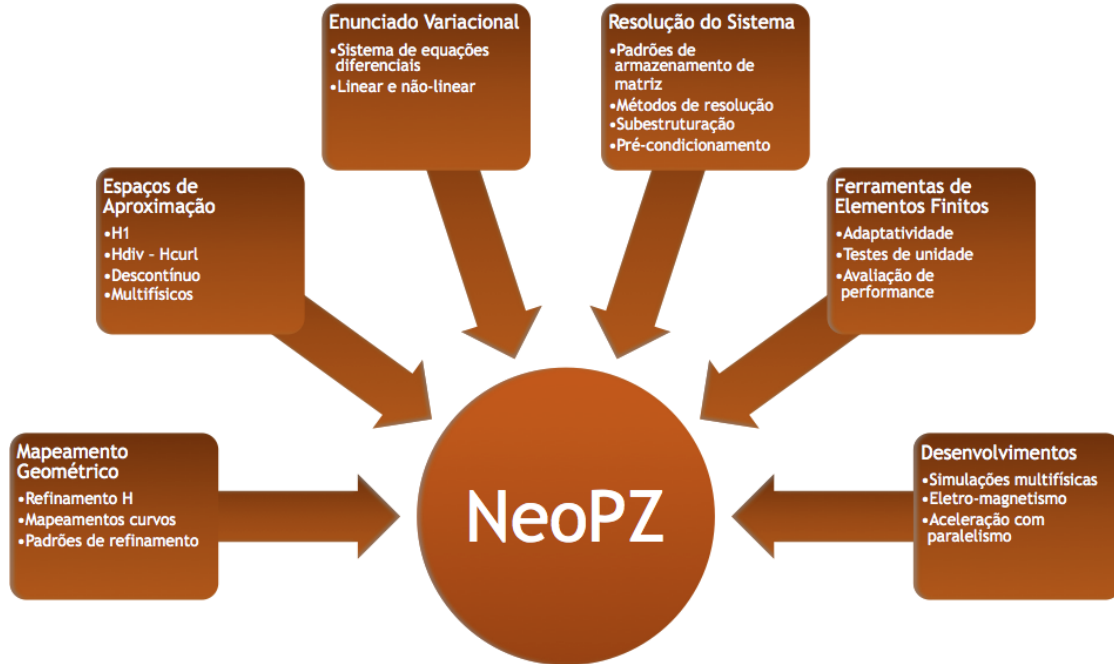 Enunciado Variacional
•Sistema de equações
diferenciais
•Linear e não-linear
Resolução do Sistema
•Padrões de
armazenamento de
matriz
•Métodos de resolução
•Subestruturação
•Pré-condicionamento
Espaços de
Aproximação
•H1
•Hdiv – Hcurl
•Descontínuo
•Multifísicos
Ferramentas de
Elementos Finitos
•Adaptatividade
•Testes de unidade
•Avaliação de
performance
Mapeamento
Geométrico
•Refinamento H
•Mapeamentos curvos
•Padrões de refinamento
NeoPZ
Desenvolvimentos
•Simulações multifísicas
•Eletro-magnetismo
•Aceleração com
paralelismo